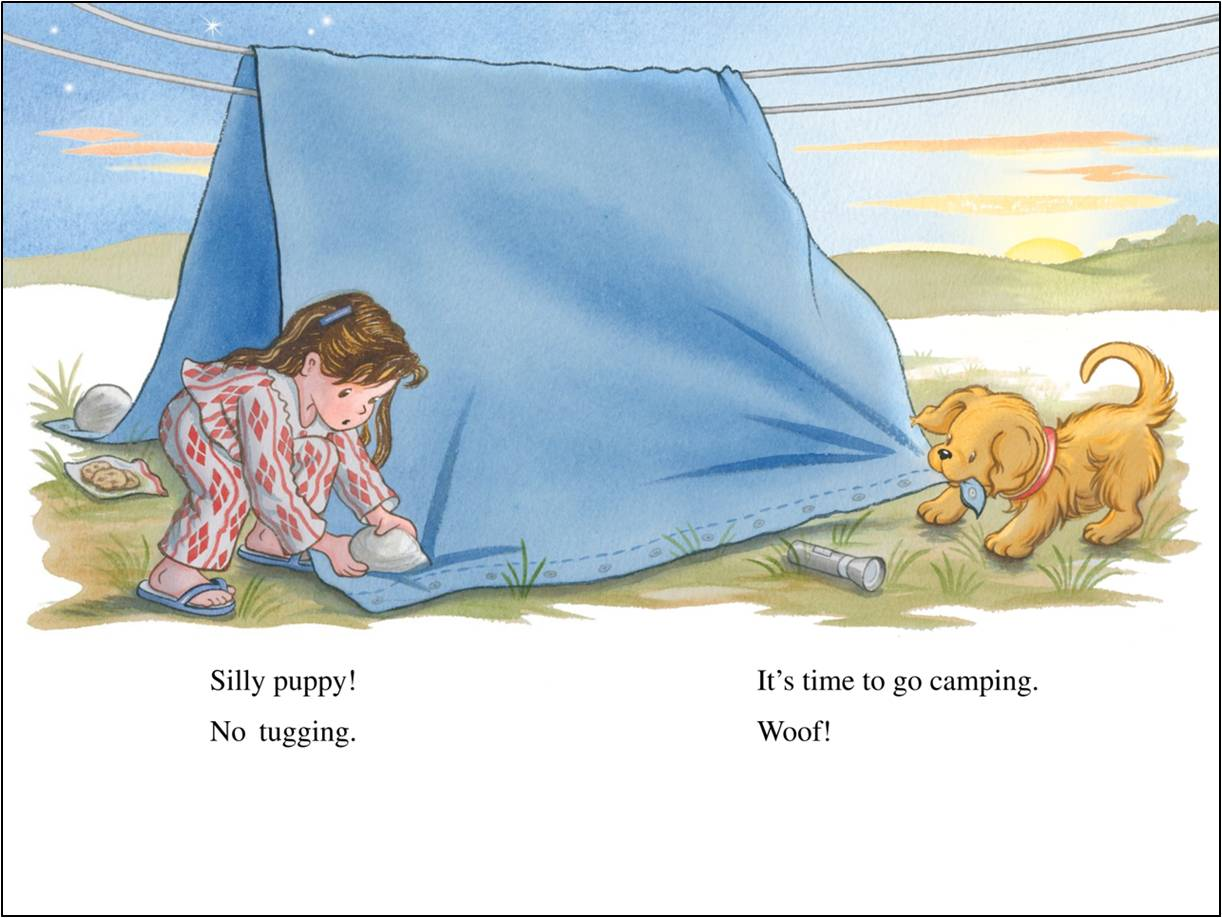 Silly puppy!
No tugging.
It's time to go camping.
Woof!